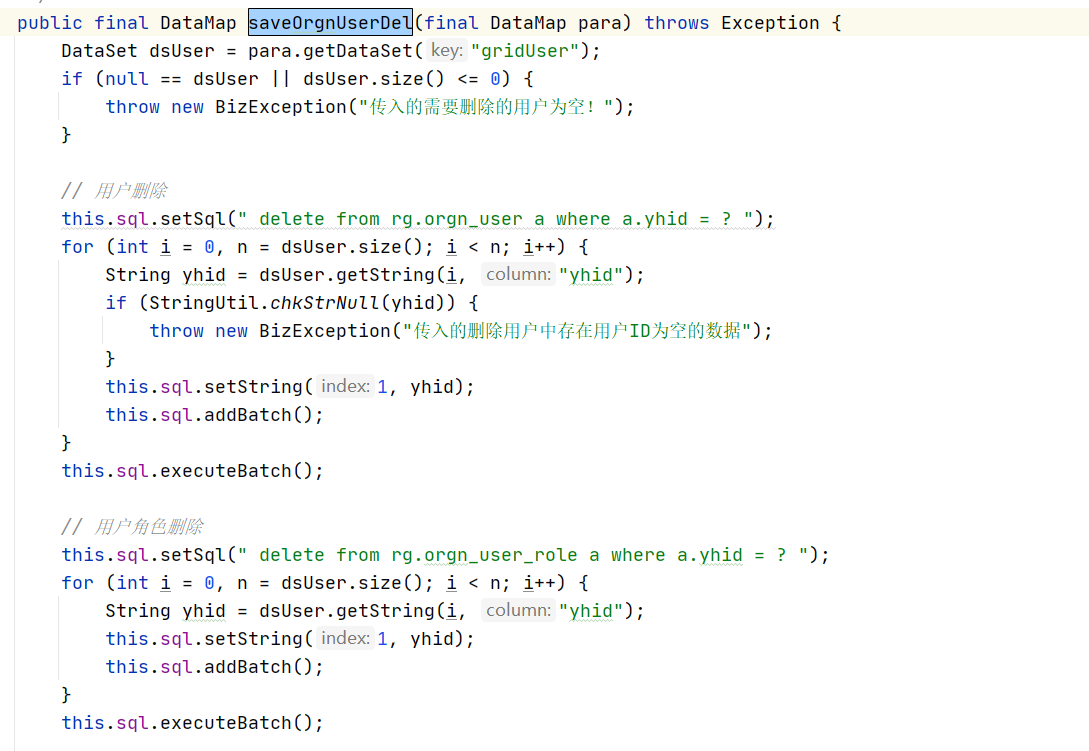 public final DataMap saveOrgnUserDel(final DataMap para) throws Exception {
    DataSet dsUser = para.getDataSet( key: "gridUser");
    if (null == dsUser || dsUser.size() <= 0) {
        throw new BizException("传入的需要删除的用户为空！");
    }

    // 用户删除
    this.sql.setSql(" delete from rg.orgn_user a where a.yhid = ? ");
    for (int i = 0, n = dsUser.size(); i < n; i++) {
        String yhid = dsUser.getString(i, column: "yhid");
        if (StringUtil.chkStrNull(yhid)) {
            throw new BizException("传入的删除用户中存在用户ID为空的数据");
        }
        this.sql.setString( index: 1, yhid);
        this.sql.addBatch();
    }
    this.sql.executeBatch();

    // 用户角色删除
    this.sql.setSql(" delete from rg.orgn_user_role a where a.yhid = ? ");
    for (int i = 0, n = dsUser.size(); i < n; i++) {
        String yhid = dsUser.getString(i, column: "yhid");
        this.sql.setString( index: 1, yhid);
        this.sql.addBatch();
    }
    this.sql.executeBatch();